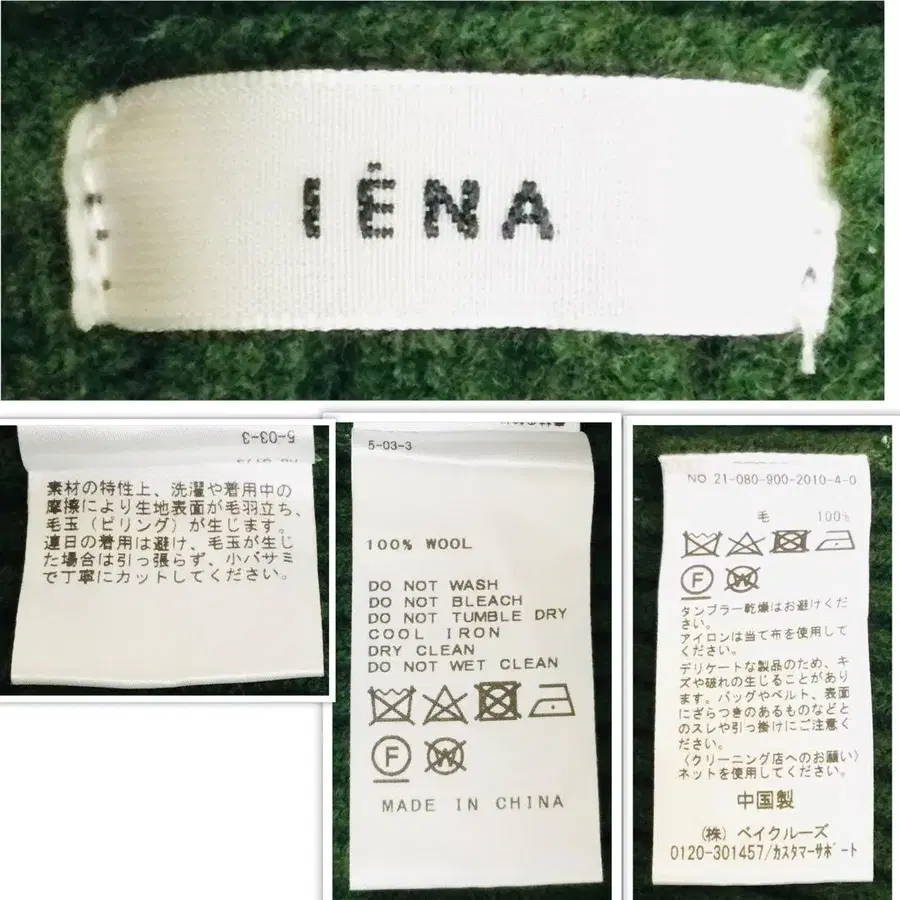 IÉNA
5-03-3
素材の特性上、洗濯や着用中の
摩擦により生地表面が毛羽立ち、
毛玉（ピリング）が生じます。
連日の着用は避け、毛玉が生じ
た場合は引っ張らず、小バサミ
で丁寧にカットしてください。
5-03-3
100% WOOL
DO NOT WASH
DO NOT BLEACH
DO NOT TUMBLE DRY
COOL IRON
DRY CLEAN
DO NOT WET CLEAN
F W
MADE IN CHINA
NO 21-080-900-2010-4-0
毛 100%
F W
タンブラー乾燥はお避けくだ
さい。
アイロンは当て布を使用して
ください。
デリケートな製品のため、キ
ズや破れの生じることがあり
ます。バッグやベルト、表面
にざらつきのあるものなどと
のスレや引っ掛けにご注意く
ださい。
〈クリーニング店へのお願い〉
ネットを使用してください。
中国製
（株）ベイクルーズ
0120-301457/カスタマーサポート